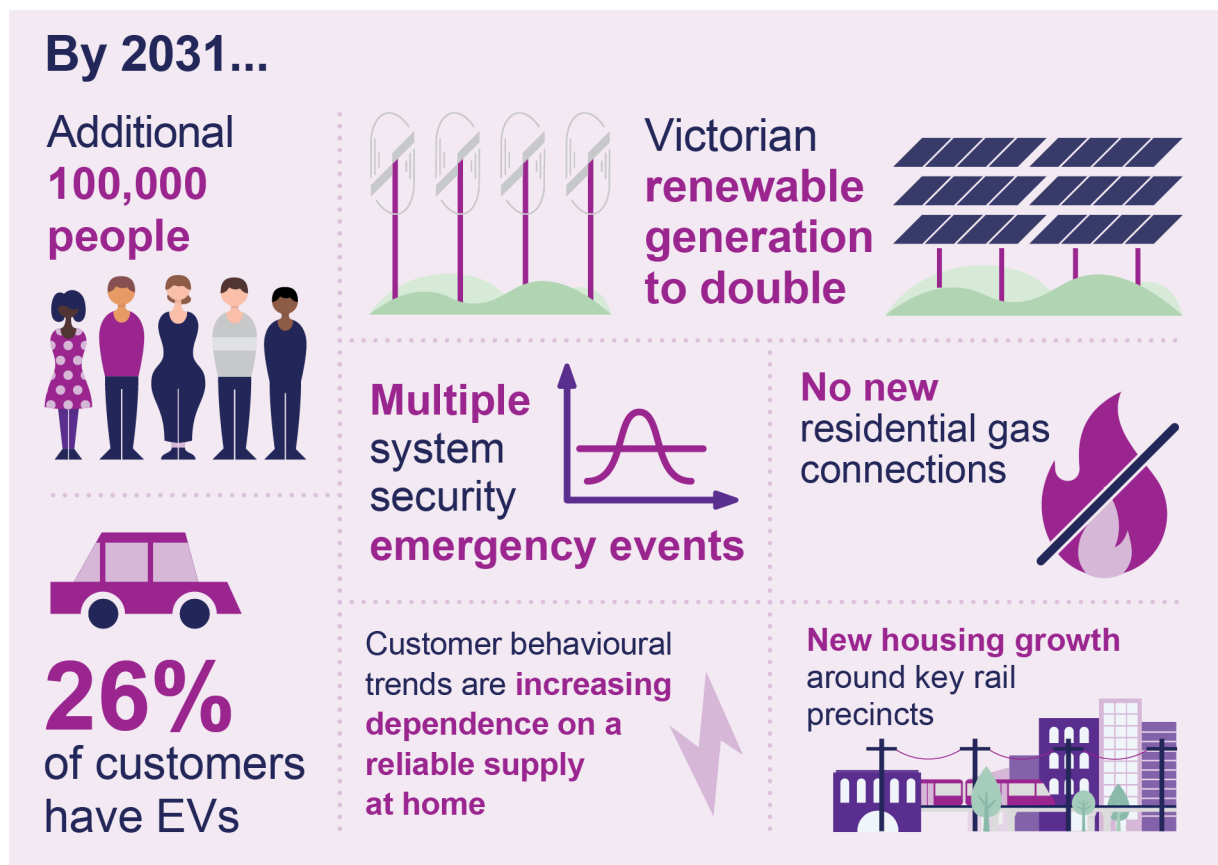 By 2031...
Additional
100,000
people
Victorian
renewable
generation
to double
Multiple
system
security
emergency events
No new
residential gas
connections
26%
of customers
have EVs
Customer behavioural
trends are increasing
dependence on a
reliable supply
at home
New housing growth
around key rail
precincts